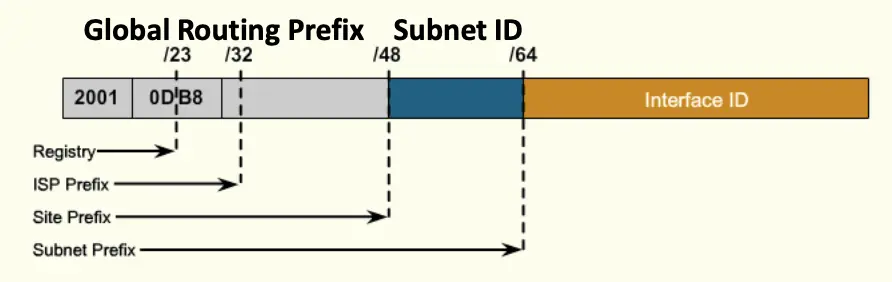 Global Routing Prefix Subnet ID
/23 /32 /48 /64
2001 0DB8 Interface ID
Registry
ISP Prefix
Site Prefix
Subnet Prefix